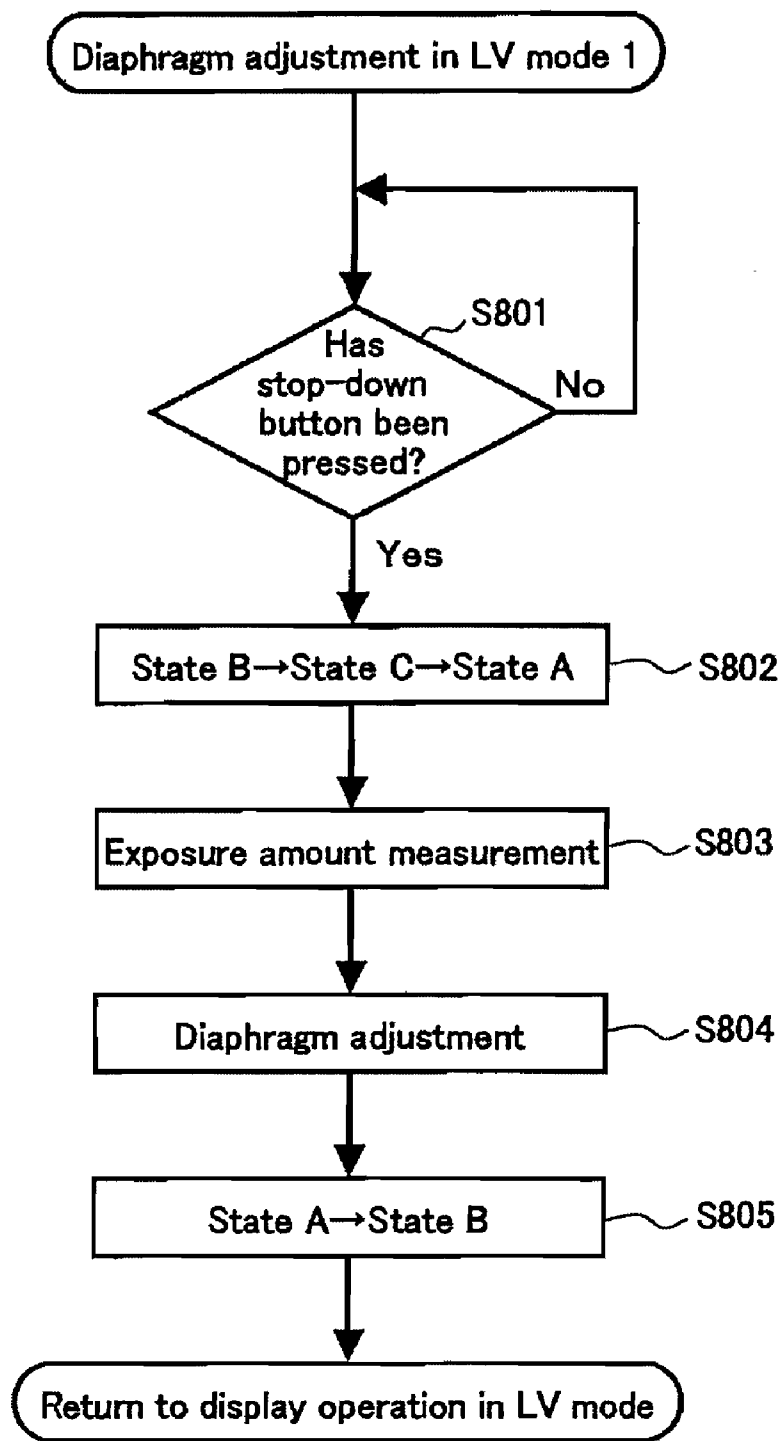 Diaphragm adjustment in LV mode 1
S801
Has
stop-down
button been
pressed?
No
Yes
State B→State C→State A
S802
Exposure amount measurement
S803
Diaphragm adjustment
S804
State A→State B
S805
Return to display operation in LV mode